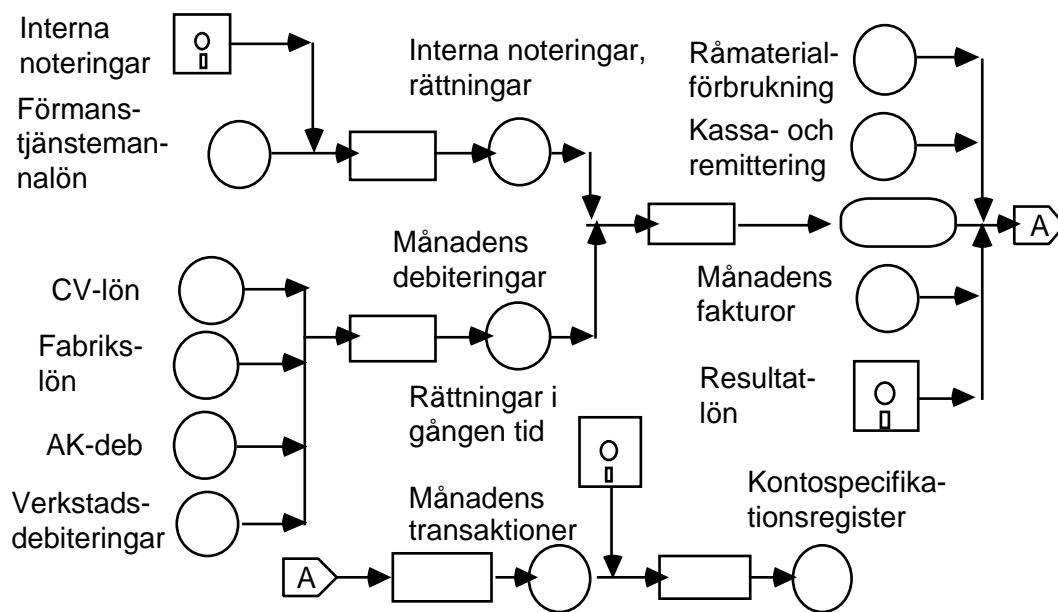 Interna
noteringar
Förmans-
tjänsteman-
nalön
Interna noteringar,
rättningar
Råmaterial-
förbrukning
Kassa- och
remittering
A
CV-lön
Fabriks-
lön
AK-deb
Verkstads-
debiteringar
Månadens
debiteringar
Månadens
fakturor
Resultat-
lön
Rättningar i
gången tid
Månadens
transaktioner
Kontospecifika-
tionsregister
A